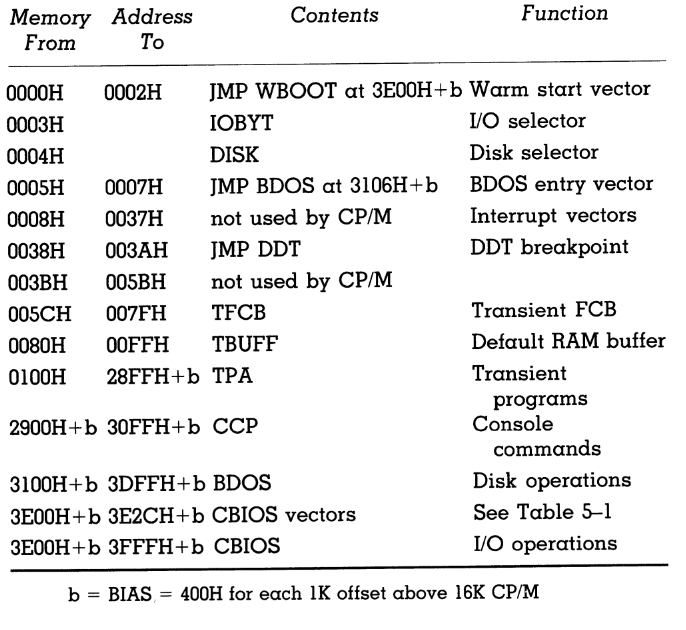 Memory Address Contents Function
From To
0000H 0002H JMP WBOOT at 3E00H+b Warm start vector
0003H IOBYT I/O selector
0004H DISK Disk selector
0005H 0007H JMP BDOS at 3106H+b BDOS entry vector
0008H 0037H not used by CP/M Interrupt vectors
0038H 003AH JMP DDT DDT breakpoint
003BH 005BH not used by CP/M
005CH 007FH TFCB Transient FCB
0080H 00FFH TBUFF Default RAM buffer
0100H 28FFH+b TPA Transient
programs
2900H+b 30FFH+b CCP Console
commands
3100H+b 3DFFH+b BDOS Disk operations
3E00H+b 3E2CH+b CBIOS vectors See Table 5–1
3E00H+b 3FFFH+b CBIOS I/O operations
b = BIAS = 400H for each 1K offset above 16K CP/M